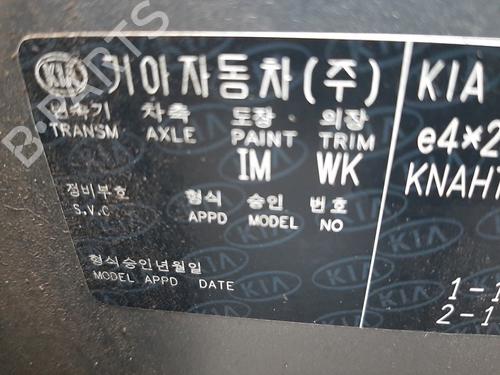 KIA 기아자동차(주) KIA
변속기 차축 도장 의장
TRANSM AXLE PAINT TRIM e4*2
IM WK KNAH
정비부호 형식 승인 번호
S.V.C APPD MODEL NO
형식승인년월일
MODEL APPD DATE
1-1
2-1
B-PARTS